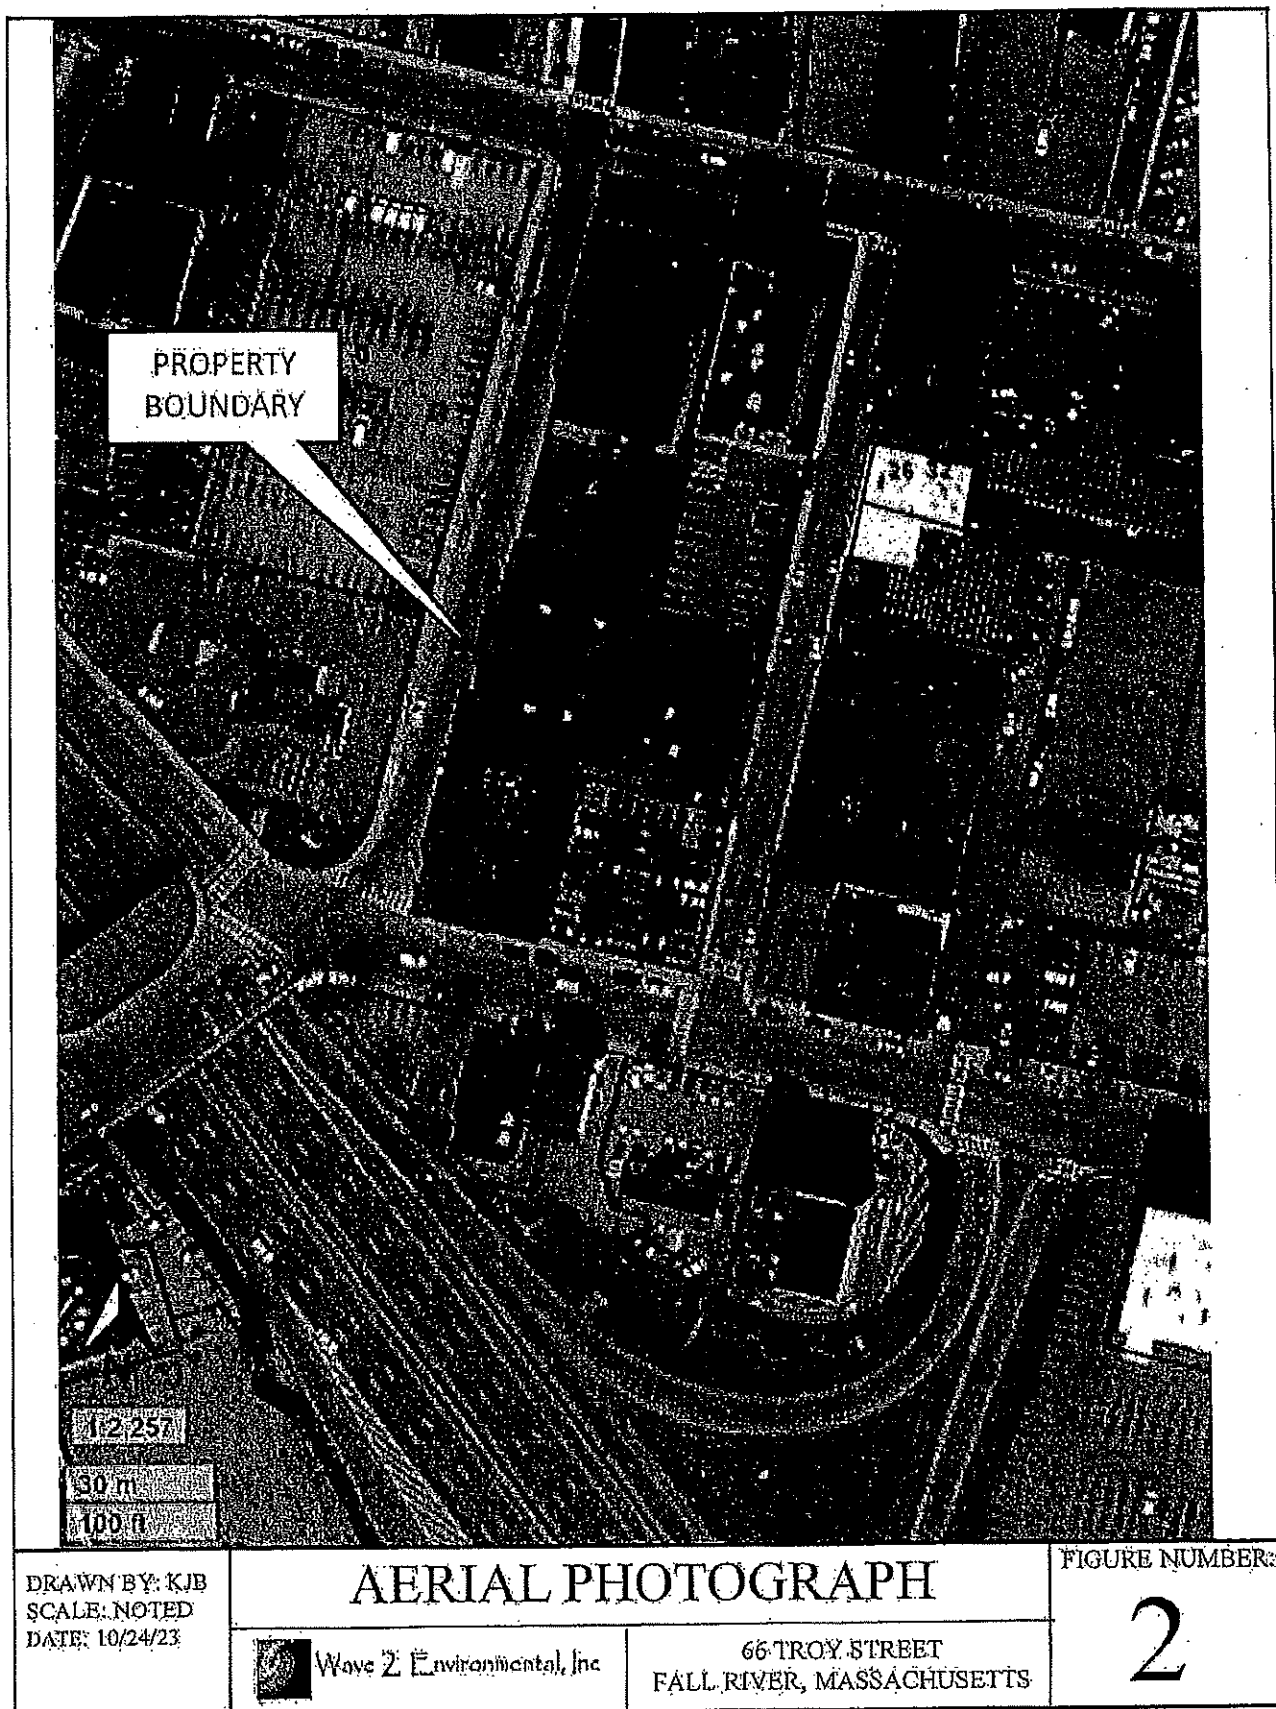 PROPERTY
BOUNDARY
1:2,257
30 m
100 ft
DRAWN BY: KJB
SCALE: NOTED
DATE: 10/24/23
AERIAL PHOTOGRAPH
Wave 2 Environmental, Inc
66 TROY STREET
FALL RIVER, MASSACHUSETTS
FIGURE NUMBER:
2